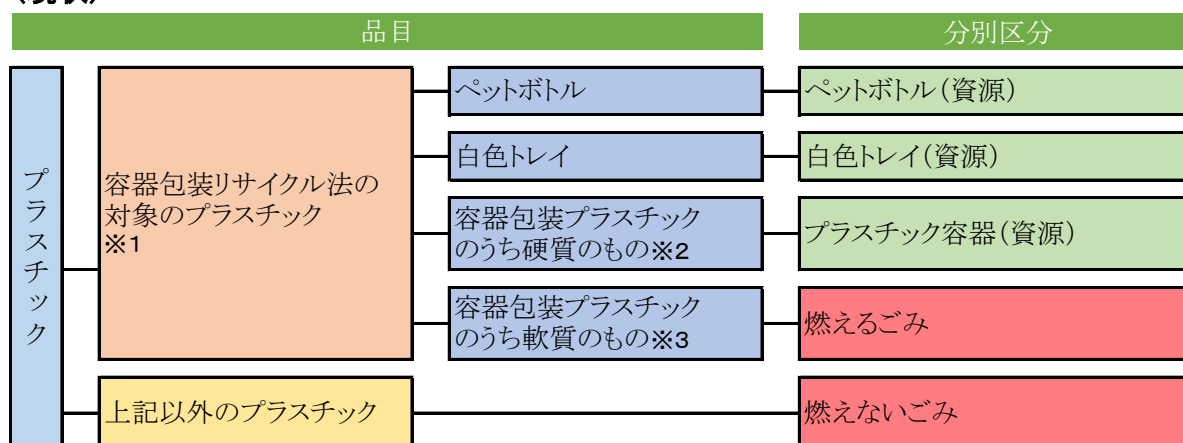 品目
分別区分
プラスチック
容器包装リサイクル法の
対象のプラスチック
※1
ペットボトル
ペットボトル(資源)
白色トレイ
白色トレイ(資源)
容器包装プラスチック
のうち硬質のもの※2
プラスチック容器(資源)
容器包装プラスチック
のうち軟質のもの※3
燃えるごみ
上記以外のプラスチック
燃えないごみ